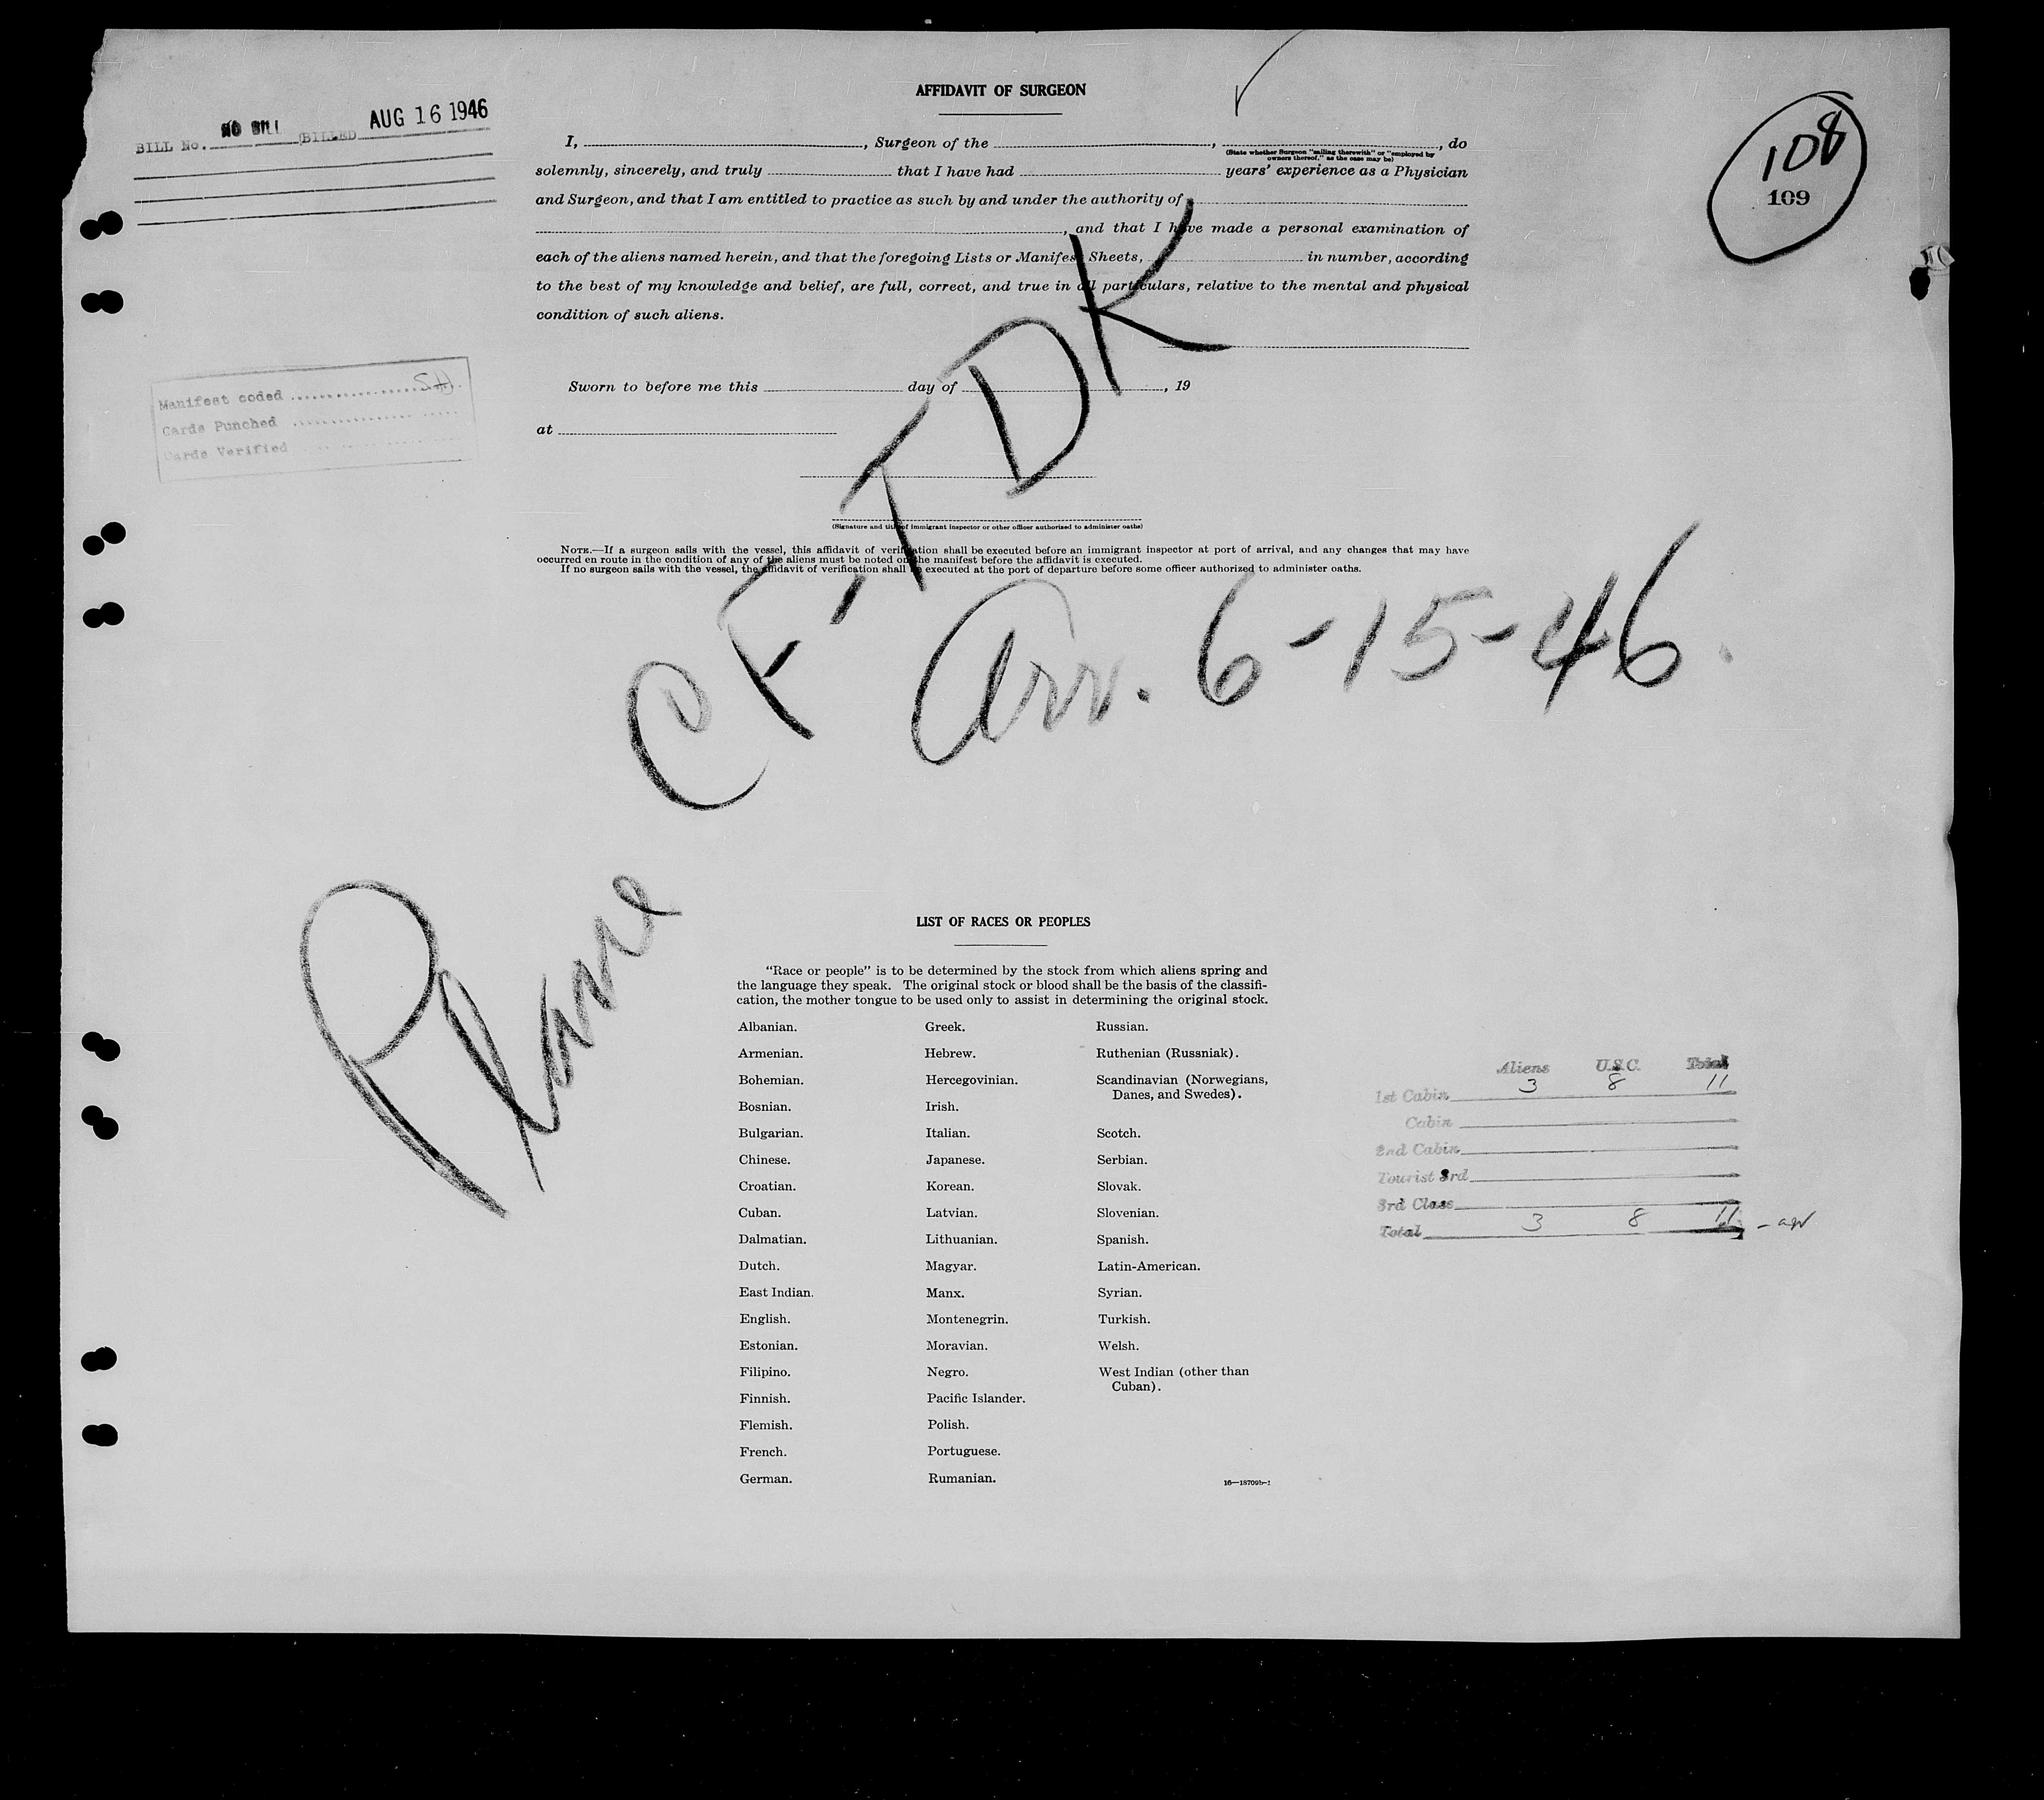 BILL No. NO BILL BILLED AUG 16 1946
108
109
Manifest coded
Cards Punched
Cards Verified
AFFIDAVIT OF SURGEON
I, , Surgeon of the , , do
(State whether Surgeon "sailing therewith" or "employed by
owners thereof," as the case may be)
solemnly, sincerely, and truly that I have had years' experience as a Physician
and Surgeon, and that I am entitled to practice as such by and under the authority of
, and that I have made a personal examination of
each of the aliens named herein, and that the foregoing Lists or Manifest Sheets, in number, according
to the best of my knowledge and belief, are full, correct, and true in all particulars, relative to the mental and physical
condition of such aliens.
Sworn to before me this day of , 19
at
(Signature and title of immigrant inspector or other officer authorized to administer oaths)
NOTE.—If a surgeon sails with the vessel, this affidavit of verification shall be executed before an immigrant inspector at port of arrival, and any changes that may have
occurred en route in the condition of any of the aliens must be noted on the manifest before the affidavit is executed.
If no surgeon sails with the vessel, the affidavit of verification shall be executed at the port of departure before some officer authorized to administer oaths.
Plane CF-TDK
Arr. 6-15-46.
LIST OF RACES OR PEOPLES
"Race or people" is to be determined by the stock from which aliens spring and
the language they speak. The original stock or blood shall be the basis of the classifi-
cation, the mother tongue to be used only to assist in determining the original stock.
Albanian. Greek. Russian.
Armenian. Hebrew. Ruthenian (Russniak).
Bohemian. Hercegovinian. Scandinavian (Norwegians,
Danes, and Swedes).
Bosnian. Irish.
Bulgarian. Italian. Scotch.
Chinese. Japanese. Serbian.
Croatian. Korean. Slovak.
Cuban. Latvian. Slovenian.
Dalmatian. Lithuanian. Spanish.
Dutch. Magyar. Latin-American.
East Indian. Manx. Syrian.
English. Montenegrin. Turkish.
Estonian. Moravian. Welsh.
Filipino. Negro. West Indian (other than
Cuban).
Finnish. Pacific Islander.
Flemish. Polish.
French. Portuguese.
German. Rumanian.
16—18709b-1
Aliens U.S.C. Total
1st Cabin 3 8 11
Cabin
2nd Cabin
Tourist 3rd
3rd Class
Total 3 8 11